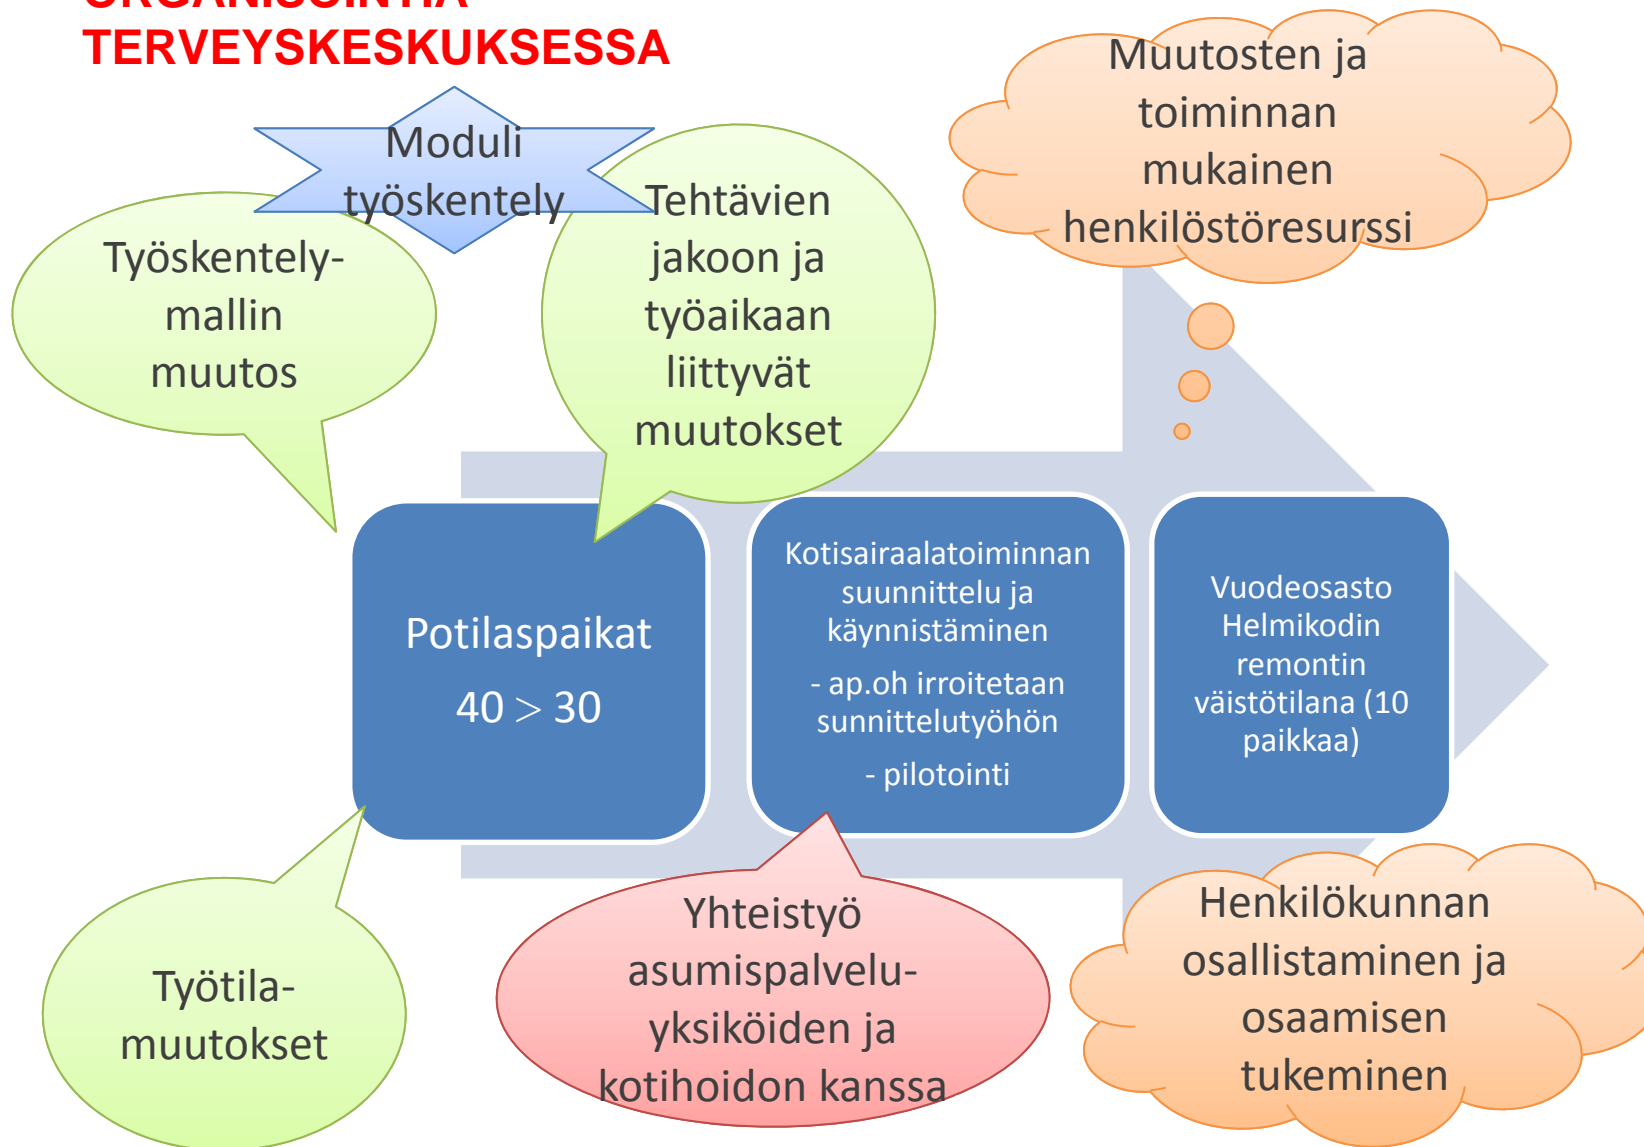 TERVEYSKESKUKSESSA
Moduli
työskentely
Työskentely-
mallin
muutos
Tehtävien
jakoon ja
työaikaan
liittyvät
muutokset
Muutosten ja
toiminnan
mukainen
henkilöstöresurssi
Potilaspaikat
40 > 30
Kotisairaalatoiminnan
suunnittelu ja
käynnistäminen
- ap.oh irroitetaan
sunnittelutyöhön
- pilotointi
Vuodeosasto
Helmikodin
remontin
väistötilana (10
paikkaa)
Työtila-
muutokset
Yhteistyö
asumispalvelu-
yksiköiden ja
kotihoidon kanssa
Henkilökunnan
osallistaminen ja
osaamisen
tukeminen